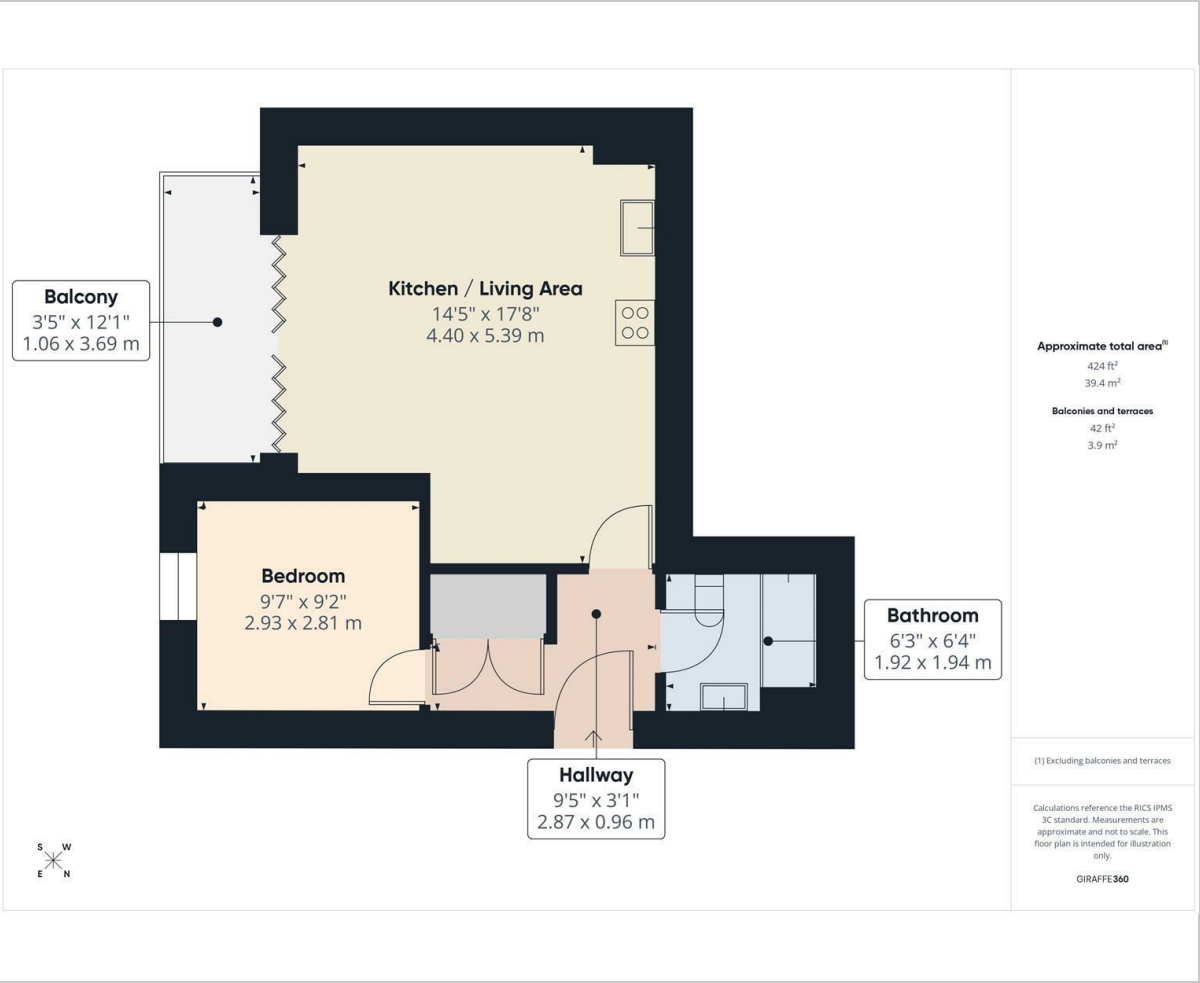 Kitchen / Living Area
14'5" x 17'8"
4.40 x 5.39 m
Balcony
3'5" x 12'1"
1.06 x 3.69 m
Bedroom
9'7" x 9'2"
2.93 x 2.81 m
Bathroom
6'3" x 6'4"
1.92 x 1.94 m
Hallway
9'5" x 3'1"
2.87 x 0.96 m
S W
E N
Approximate total area(1)
424 ft²
39.4 m²
Balconies and terraces
42 ft²
3.9 m²
(1) Excluding balconies and terraces
Calculations reference the RICS IPMS
3C standard. Measurements are
approximate and not to scale. This
floor plan is intended for illustration
only.
GIRAFFE360